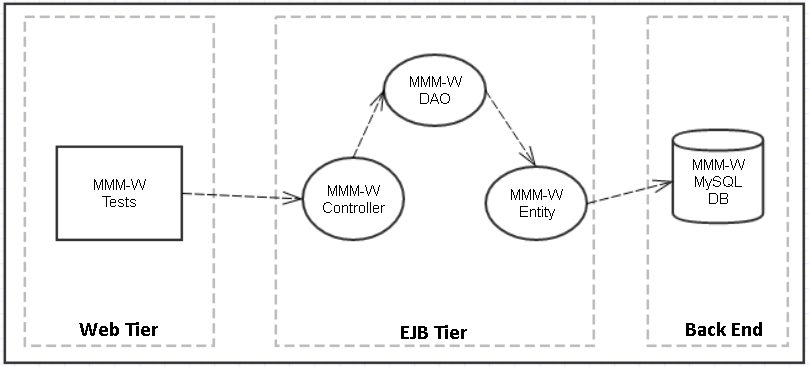 MMM-W
Tests
MMM-W
Controller
MMM-W
DAO
MMM-W
Entity
MMM-W
MySQL
DB
Web Tier
EJB Tier
Back End